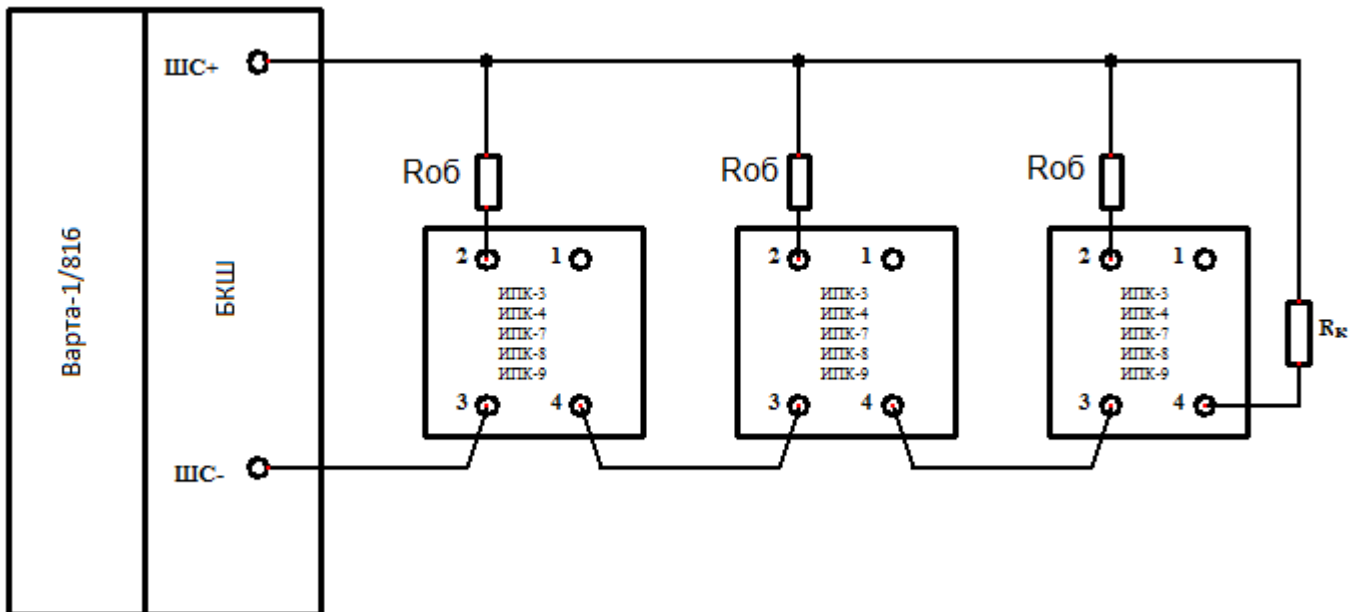 ШС+
Rоб
Rоб
Rоб
2
1
2
1
2
1
ИПК-3
ИПК-4
ИПК-7
ИПК-8
ИПК-9
ИПК-3
ИПК-4
ИПК-7
ИПК-8
ИПК-9
ИПК-3
ИПК-4
ИПК-7
ИПК-8
ИПК-9
Rк
Варта-1/816
БКШ
3
4
3
4
3
4
ШС-